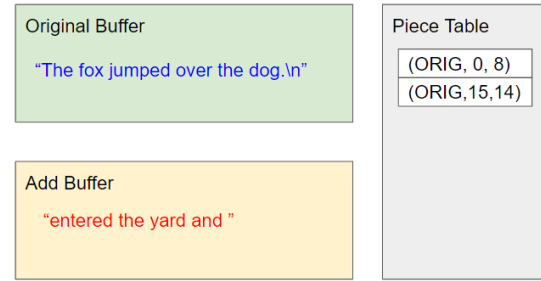 Original Buffer
“The fox jumped over the dog.\n”
Add Buffer
“entered the yard and ”
Piece Table
(ORIG, 0, 8)
(ORIG,15,14)